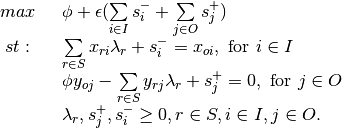 max ϕ + ϵ(∑_{i∈I} s_i^- + ∑_{j∈O} s_j^+)
st : ∑_{r∈S} x_{ri}λ_r + s_i^- = x_{oi}, for i ∈ I
ϕy_{oj} − ∑_{r∈S} y_{rj}λ_r + s_j^+ = 0, for j ∈ O
λ_r, s_j^+, s_i^- ≥ 0, r ∈ S, i ∈ I, j ∈ O.